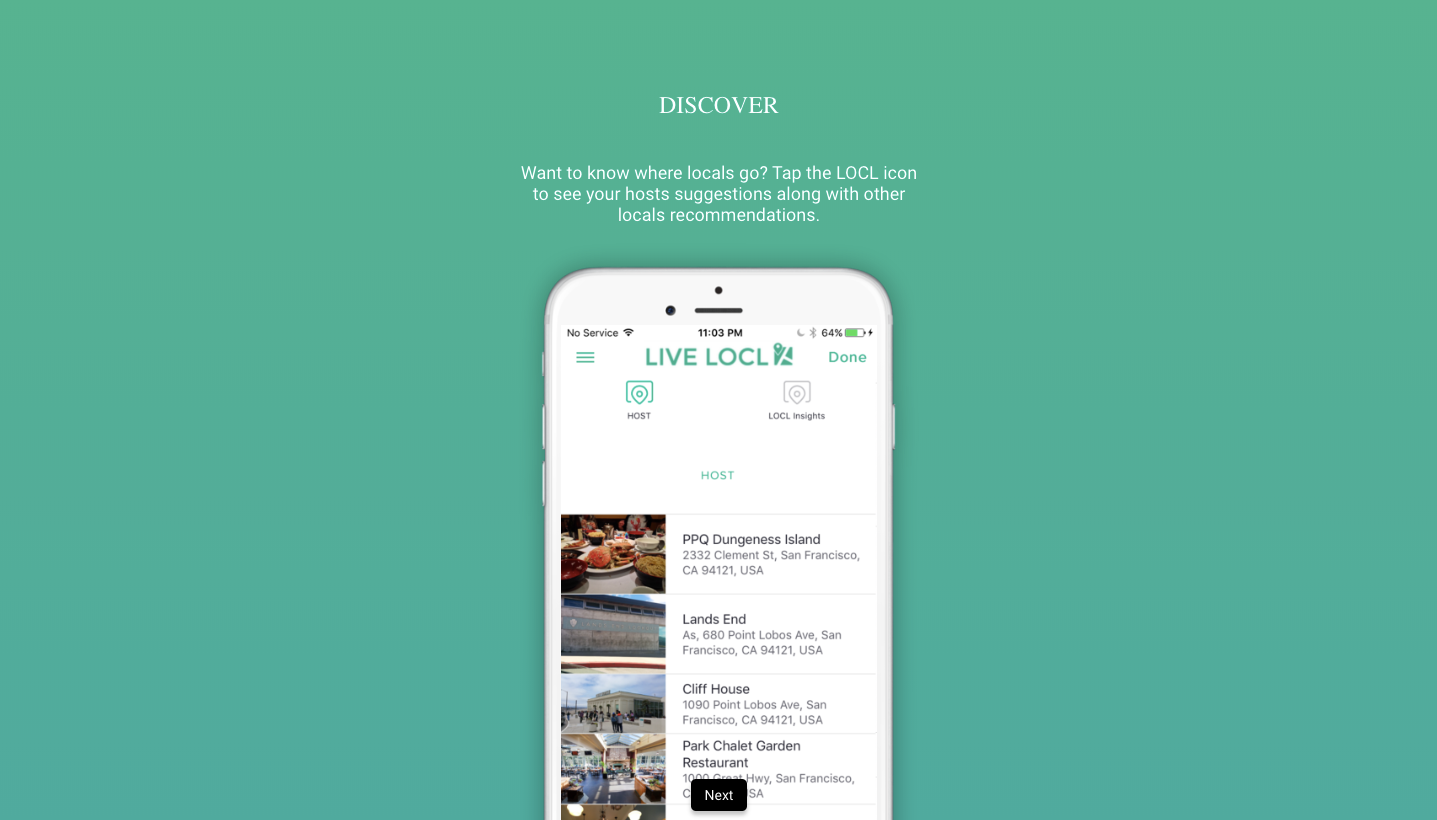 DISCOVER
Want to know where locals go? Tap the LOCL icon
to see your hosts suggestions along with other
locals recommendations.
No Service
11:03 PM
64%
LIVE LOCL
Done
HOST
LOCL Insights
HOST
PPQ Dungeness Island
2332 Clement St, San Francisco,
CA 94121, USA
Lands End
As, 680 Point Lobos Ave, San
Francisco, CA 94121, USA
Cliff House
1090 Point Lobos Ave, San
Francisco, CA 94121, USA
Park Chalet Garden
Restaurant
1000 Great Hwy, San Francisco,
Next